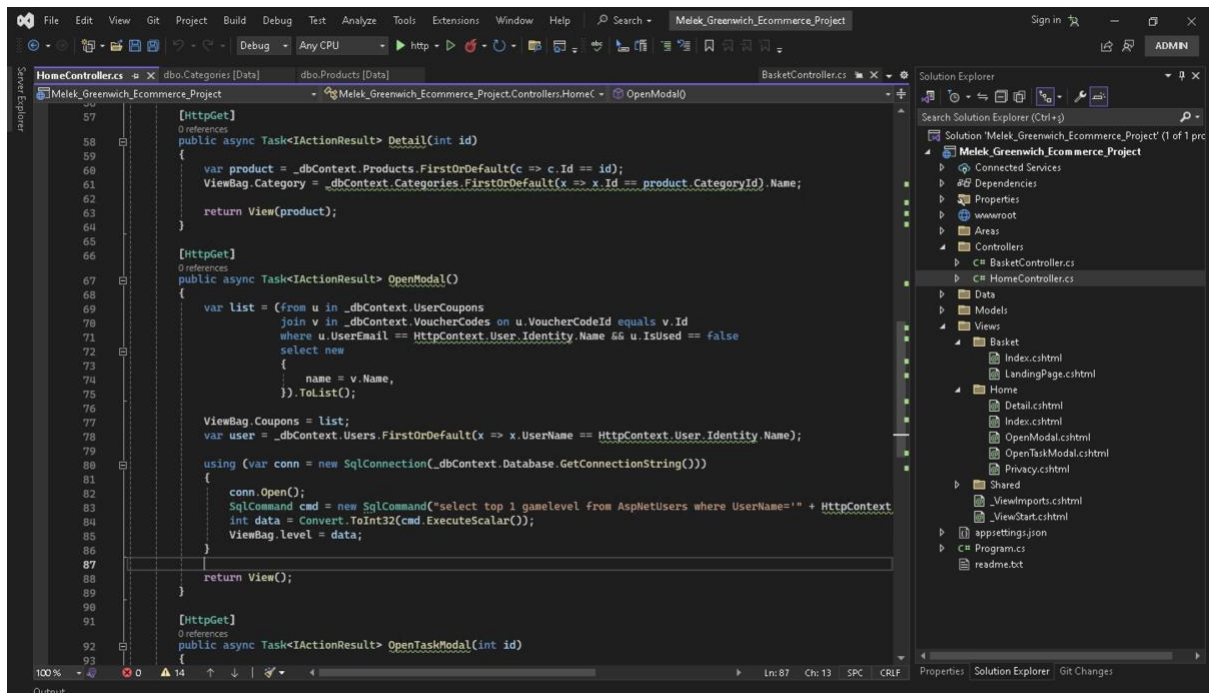 File Edit View Git Project Build Debug Test Analyze Tools Extensions Window Help Search Melek_Greenwich_Ecommerce_Project Sign in
Debug Any CPU http ADMIN
Server Explorer
HomeController.cs dbo.Categories [Data] dbo.Products [Data] BasketController.cs
Melek_Greenwich_Ecommerce_Project Melek_Greenwich_Ecommerce_Project.Controllers.HomeC OpenModal()
57 [HttpGet]
0 references
58 public async Task<IActionResult> Detail(int id)
59 {
60 var product = _dbContext.Products.FirstOrDefault(c => c.Id == id);
61 ViewBag.Category = _dbContext.Categories.FirstOrDefault(x => x.Id == product.CategoryId).Name;
62
63 return View(product);
64 }
65
66 [HttpGet]
0 references
67 public async Task<IActionResult> OpenModal()
68 {
69 var list = (from u in _dbContext.UserCoupons
70 join v in _dbContext.VoucherCodes on u.VoucherCodeId equals v.Id
71 where u.UserEmail == HttpContext.User.Identity.Name && u.IsUsed == false
72 select new
73 {
74 name = v.Name,
75 }).ToList();
76
77 ViewBag.Coupons = list;
78 var user = _dbContext.Users.FirstOrDefault(x => x.UserName == HttpContext.User.Identity.Name);
79
80 using (var conn = new SqlConnection(_dbContext.Database.GetConnectionString()))
81 {
82 conn.Open();
83 SqlCommand cmd = new SqlCommand("select top 1 gamelevel from AspNetUsers where UserName='" + HttpContext
84 int data = Convert.ToInt32(cmd.ExecuteScalar());
85 ViewBag.level = data;
86 }
87
88 return View();
89 }
90
91 [HttpGet]
0 references
92 public async Task<IActionResult> OpenTaskModal(int id)
93 {
100 % 0 14 Ln: 87 Ch: 13 SPC CRLF
Output
Solution Explorer
Search Solution Explorer (Ctrl+ş)
Solution 'Melek_Greenwich_Ecommerce_Project' (1 of 1 prc
Melek_Greenwich_Ecommerce_Project
Connected Services
Dependencies
Properties
wwwroot
Areas
Controllers
C# BasketController.cs
C# HomeController.cs
Data
Models
Views
Basket
Index.cshtml
LandingPage.cshtml
Home
Detail.cshtml
Index.cshtml
OpenModal.cshtml
OpenTaskModal.cshtml
Privacy.cshtml
Shared
_ViewImports.cshtml
_ViewStart.cshtml
appsettings.json
C# Program.cs
readme.txt
Properties Solution Explorer Git Changes